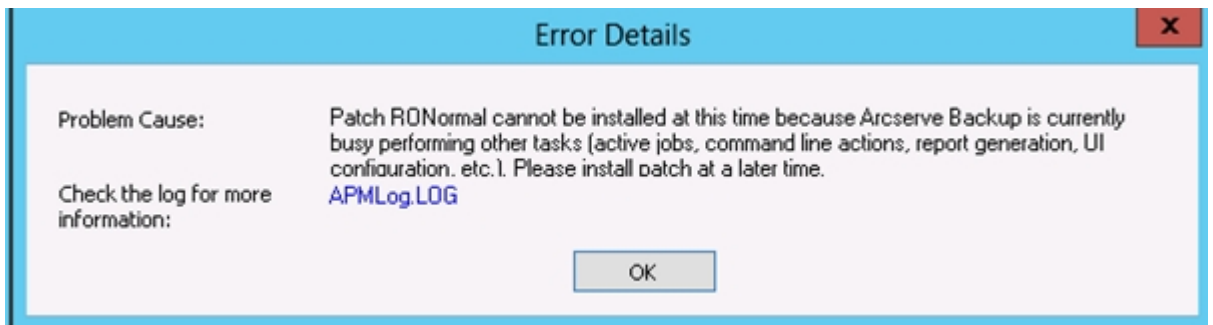 Error Details
x
Problem Cause:
Patch RONormal cannot be installed at this time because Arcserve Backup is currently
busy performing other tasks (active jobs, command line actions, report generation, UI
configuration, etc.). Please install patch at a later time.
Check the log for more
information:
APMLog.LOG
OK